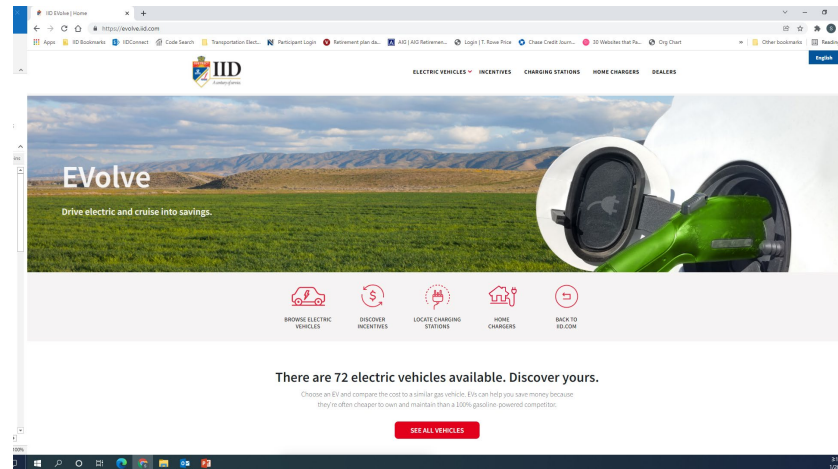 IID EVolve | Home
https://evolve.iid.com
Apps IID Bookmarks IIDConnect Code Search Transportation Elect... Participant Login Retirement plan da... AIG | AIG Retiremen... Login | T. Rowe Price Chase Credit Journ... 30 Websites that Pa... Org Chart » Other bookmarks Reading
English
IID
A century of service.
ELECTRIC VEHICLES INCENTIVES CHARGING STATIONS HOME CHARGERS DEALERS
EVolve
Drive electric and cruise into savings.
BROWSE ELECTRIC
VEHICLES
DISCOVER
INCENTIVES
LOCATE CHARGING
STATIONS
HOME
CHARGERS
BACK TO
IID.COM
There are 72 electric vehicles available. Discover yours.
Choose an EV and compare the cost to a similar gas vehicle. EVs can help you save money because
they're often cheaper to own and maintain than a 100% gasoline-powered competitor.
SEE ALL VEHICLES
100%